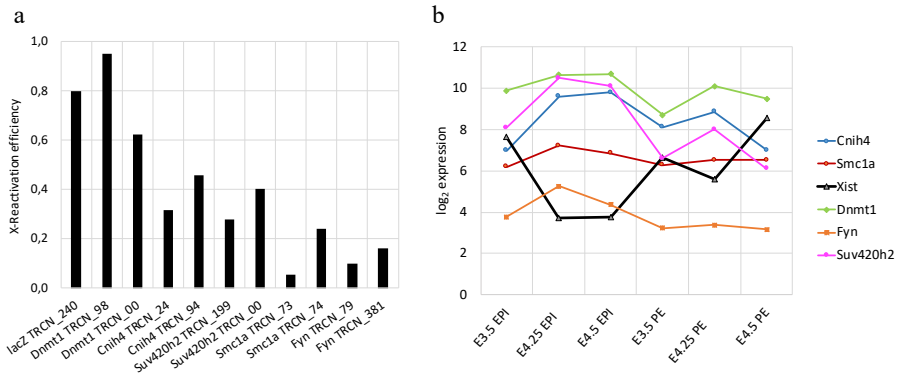 a
1,0
0,8
0,6
0,4
0,2
0,0
X-Reactivation efficiency
lacZ TRCN_240
Dnmt1 TRCN_98
Dnmt1 TRCN_00
Cnih4 TRCN_24
Cnih4 TRCN_94
Suv420h2 TRCN_199
Suv420h2 TRCN_00
Smc1a TRCN_73
Smc1a TRCN_74
Fyn TRCN_79
Fyn TRCN_381
b
12
10
8
6
4
2
0
log2 expression
E3.5 EPI
E4.25 EPI
E4.5 EPI
E3.5 PE
E4.25 PE
E4.5 PE
Cnih4
Smc1a
Xist
Dnmt1
Fyn
Suv420h2